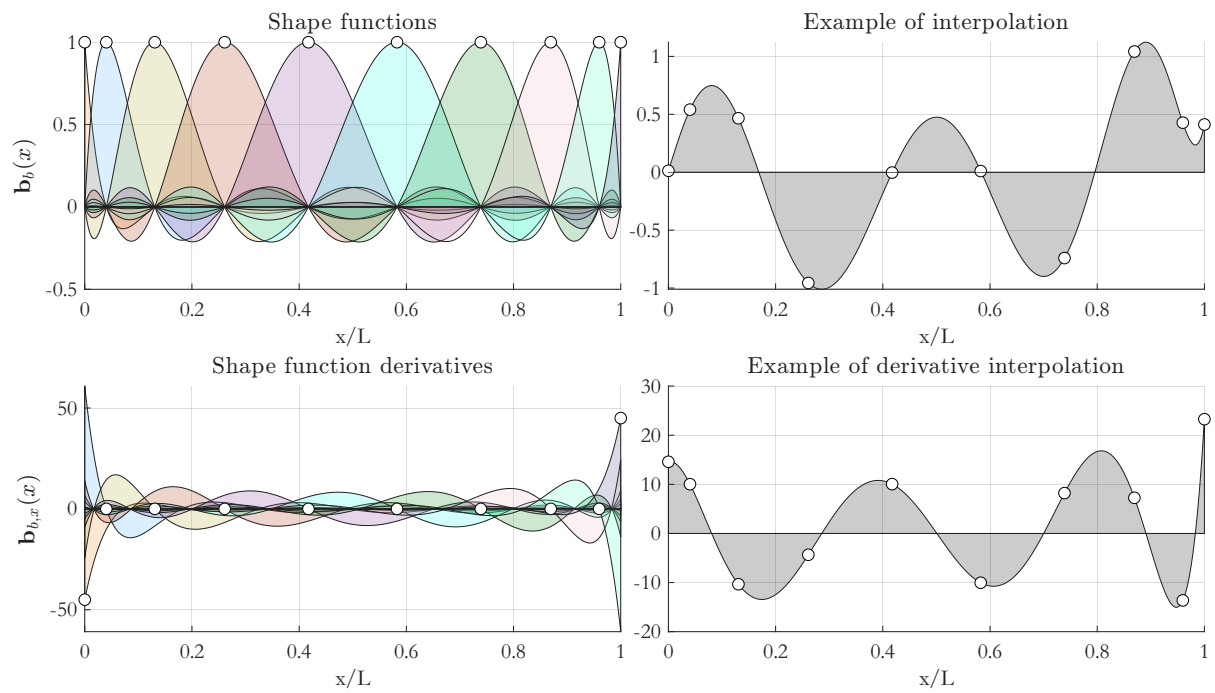 Shape functions
1
0.5
0
-0.5
b_b(x)
0 0.2 0.4 0.6 0.8 1
x/L
Example of interpolation
1
0.5
0
-0.5
-1
0 0.2 0.4 0.6 0.8 1
x/L
Shape function derivatives
50
0
-50
b_{b,x}(x)
0 0.2 0.4 0.6 0.8 1
x/L
Example of derivative interpolation
30
20
10
0
-10
-20
0 0.2 0.4 0.6 0.8 1
x/L